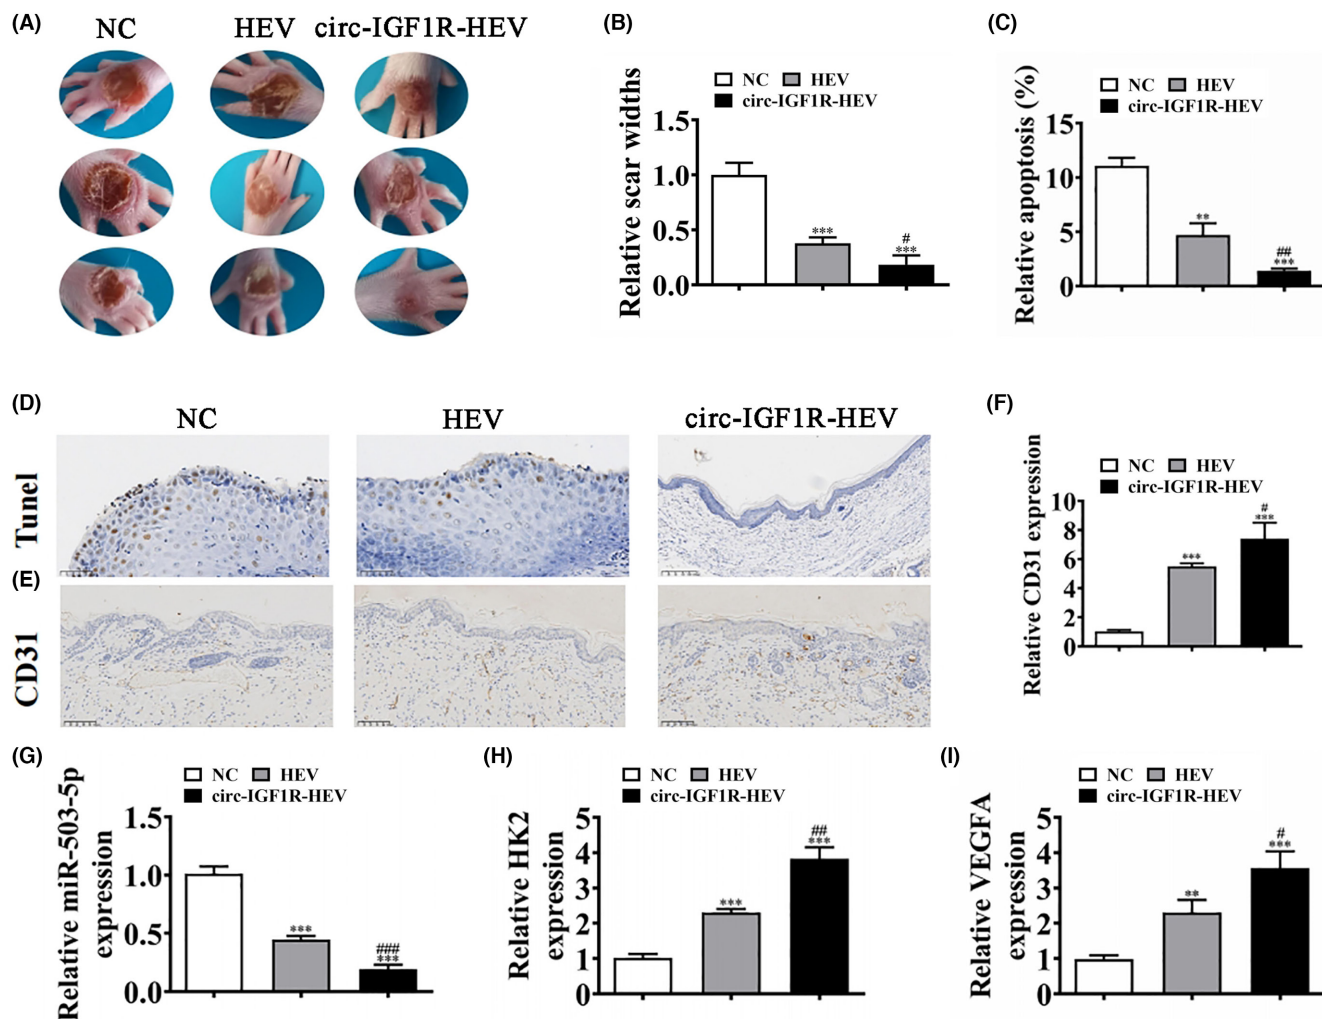 (A)
NC HEV circ-IGF1R-HEV
(B)
NC HEV
circ-IGF1R-HEV
Relative scar widths
1.5
1.0
0.5
0.0
***
#
***
(C)
NC HEV
circ-IGF1R-HEV
Relative apoptosis (%)
15
10
5
0
**
##
***
(D)
NC HEV circ-IGF1R-HEV
Tunel
(E)
CD31
(F)
NC HEV
circ-IGF1R-HEV
Relative CD31 expression
10
8
6
4
2
0
***
#
***
(G)
NC HEV
circ-IGF1R-HEV
Relative miR-503-5p
expression
1.5
1.0
0.5
0.0
***
###
***
(H)
NC HEV
circ-IGF1R-HEV
Relative HK2
expression
5
4
3
2
1
0
***
##
***
(I)
NC HEV
circ-IGF1R-HEV
Relative VEGFA
expression
5
4
3
2
1
0
**
#
***